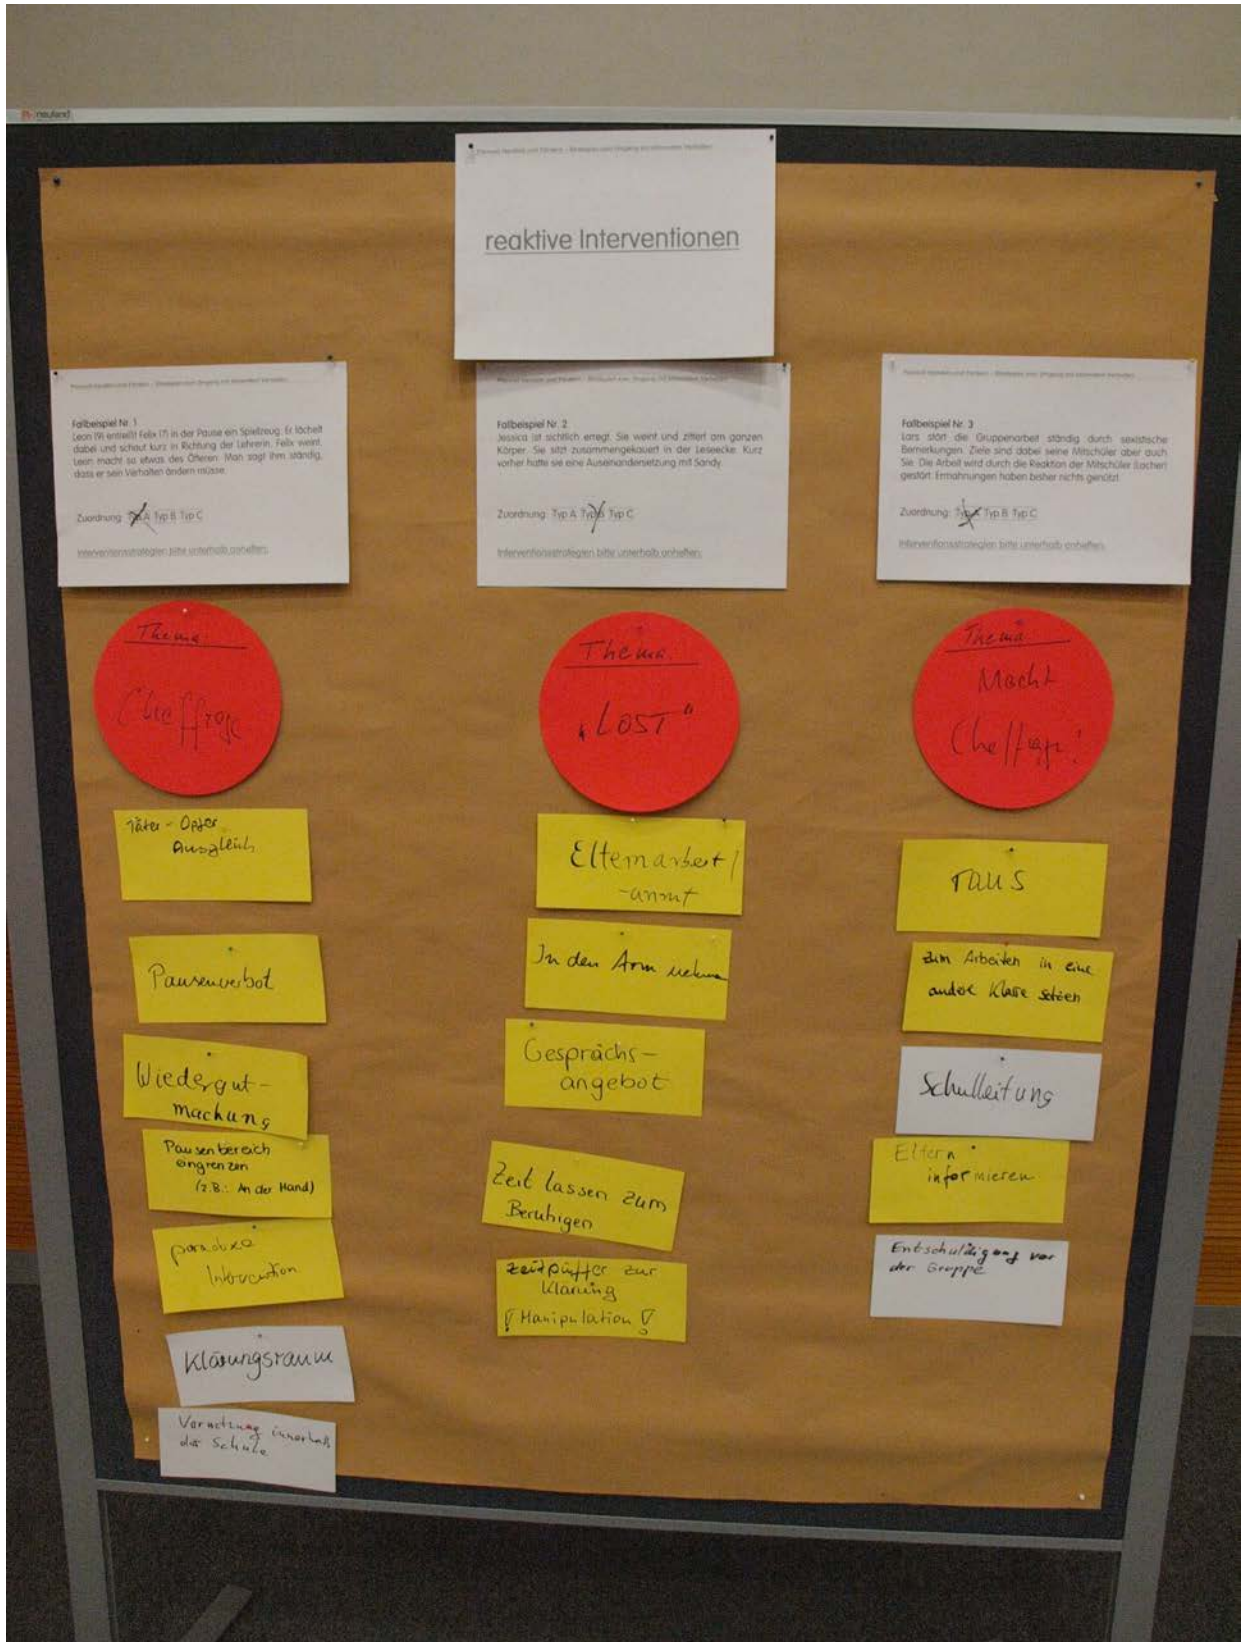 neuland
reaktive Interventionen
Fallbeispiel Nr. 1
Leon (9) entreißt Felix (7) in der Pause ein Spielzeug. Er lächelt
dabei und schaut kurz in Richtung der Lehrerin. Felix weint.
Leon macht so etwas des Öfteren. Man sagt ihm ständig,
dass er sein Verhalten ändern müsse.
Zuordnung: Typ A Typ B Typ C
Interventionsstrategien bitte unterhalb anheften:
Thema
Cheffrage
Täter - Opfer
Ausgleich
Pausenverbot
Wiedergut-
machung
Pausenbereich
eingrenzen
(z.B.: An der Hand)
paradoxe
Intervention
Klärungsraum
Vernetzung innerhalb
der Schule
Fallbeispiel Nr. 2
Jessica ist sichtlich erregt. Sie weint und zittert am ganzen
Körper. Sie sitzt zusammengekauert in der Leseecke. Kurz
vorher hatte sie eine Auseinandersetzung mit Sandy.
Zuordnung: Typ A Typ B Typ C
Interventionsstrategien bitte unterhalb anheften:
Thema
„LOST“
Elternarbeit/
In den Arm nehmen
Gesprächs-
angebot
Zeit lassen zum
Beruhigen
Zeitpuffer zur
Klärung
! Manipulation !
Fallbeispiel Nr. 3
Lars stört die Gruppenarbeit ständig durch sexistische
Bemerkungen. Ziele sind dabei seine Mitschüler aber auch
Sie. Die Arbeit wird durch die Reaktion der Mitschüler (Lacher)
gestört. Ermahnungen haben bisher nichts genützt.
Zuordnung: Typ A Typ B Typ C
Interventionsstrategien bitte unterhalb anheften:
Thema
Macht
Cheffrage!
raus
zum Arbeiten in eine
andere Klasse
Schulleitung
Eltern
informieren
Entschuldigung vor
der Gruppe